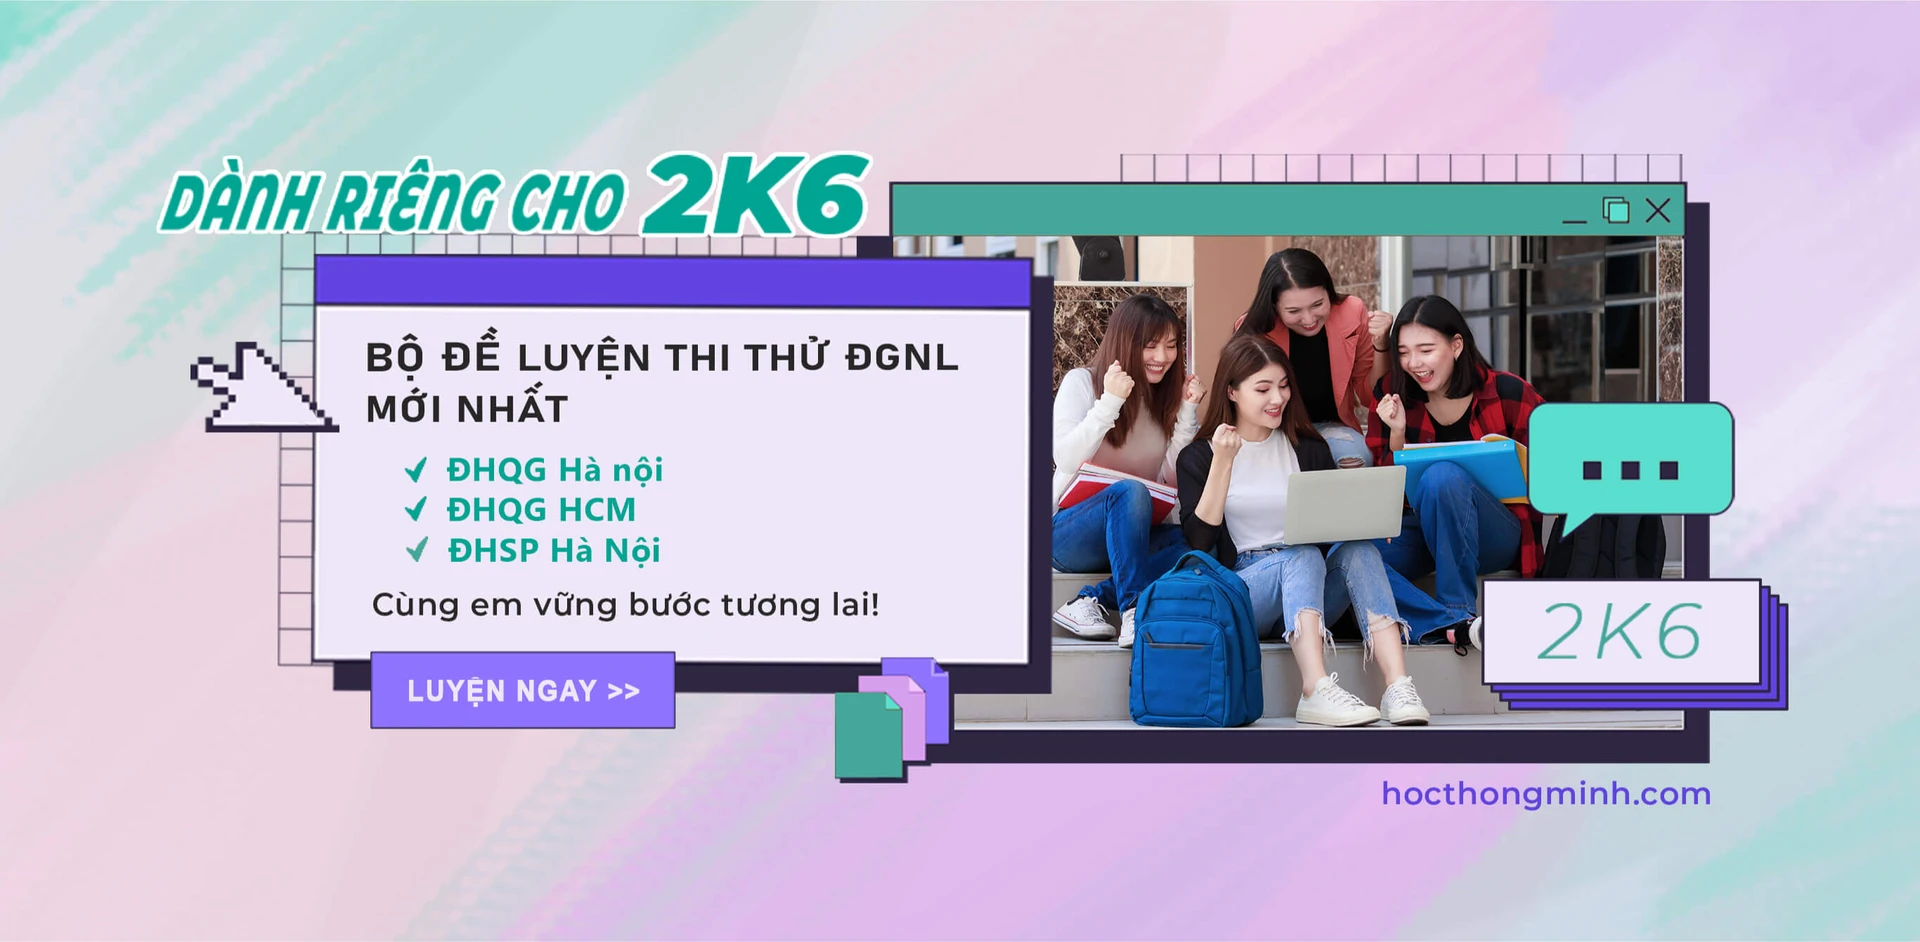 DÀNH RIÊNG CHO 2K6
BỘ ĐỀ LUYỆN THI THỬ ĐGNL
MỚI NHẤT
ĐHQG Hà nội
ĐHQG HCM
ĐHSP Hà Nội
Cùng em vững bước tương lai!
LUYỆN NGAY >>
2K6
hocthongminh.com